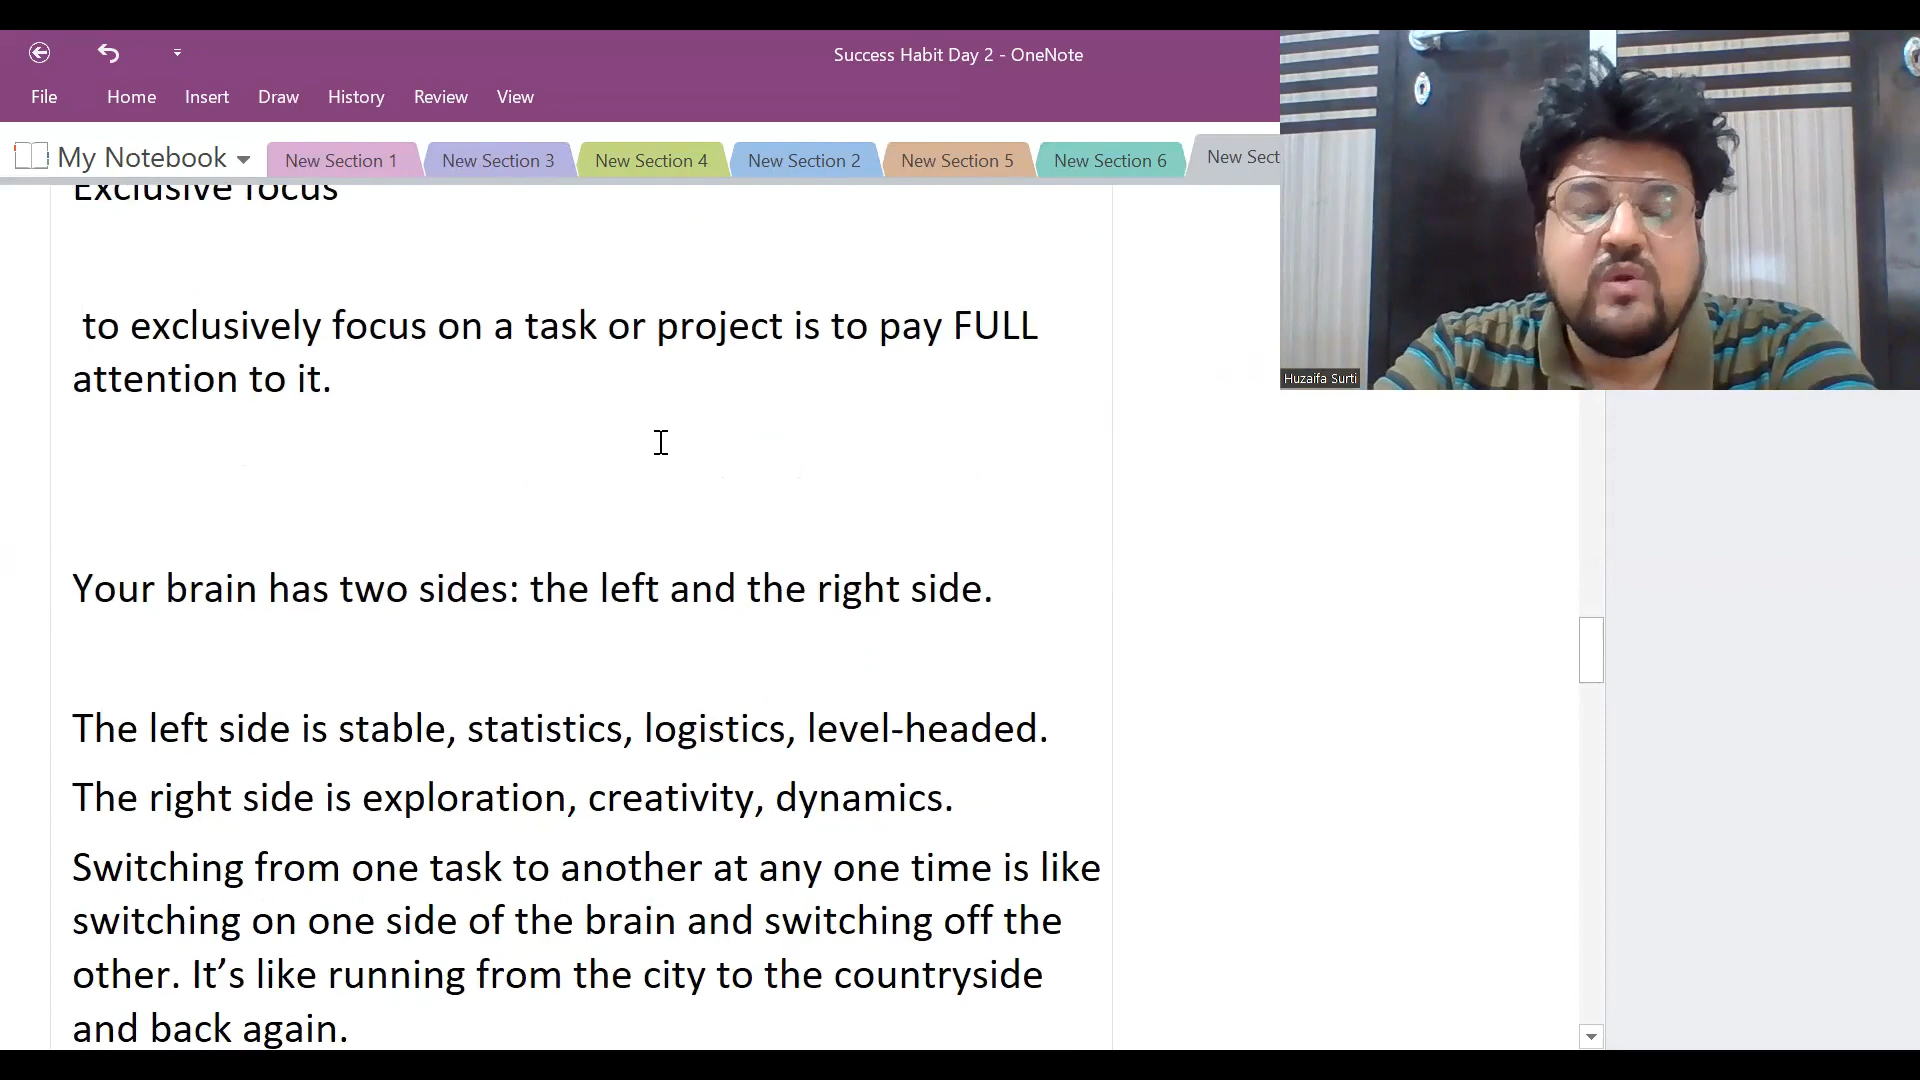 Success Habit Day 2 - OneNote
File Home Insert Draw History Review View
My Notebook New Section 1 New Section 3 New Section 4 New Section 2 New Section 5 New Section 6 New Sect
Exclusive focus
to exclusively focus on a task or project is to pay FULL
attention to it.
Huzaifa Surti
Your brain has two sides: the left and the right side.
The left side is stable, statistics, logistics, level-headed.
The right side is exploration, creativity, dynamics.
Switching from one task to another at any one time is like
switching on one side of the brain and switching off the
other. It’s like running from the city to the countryside
and back again.